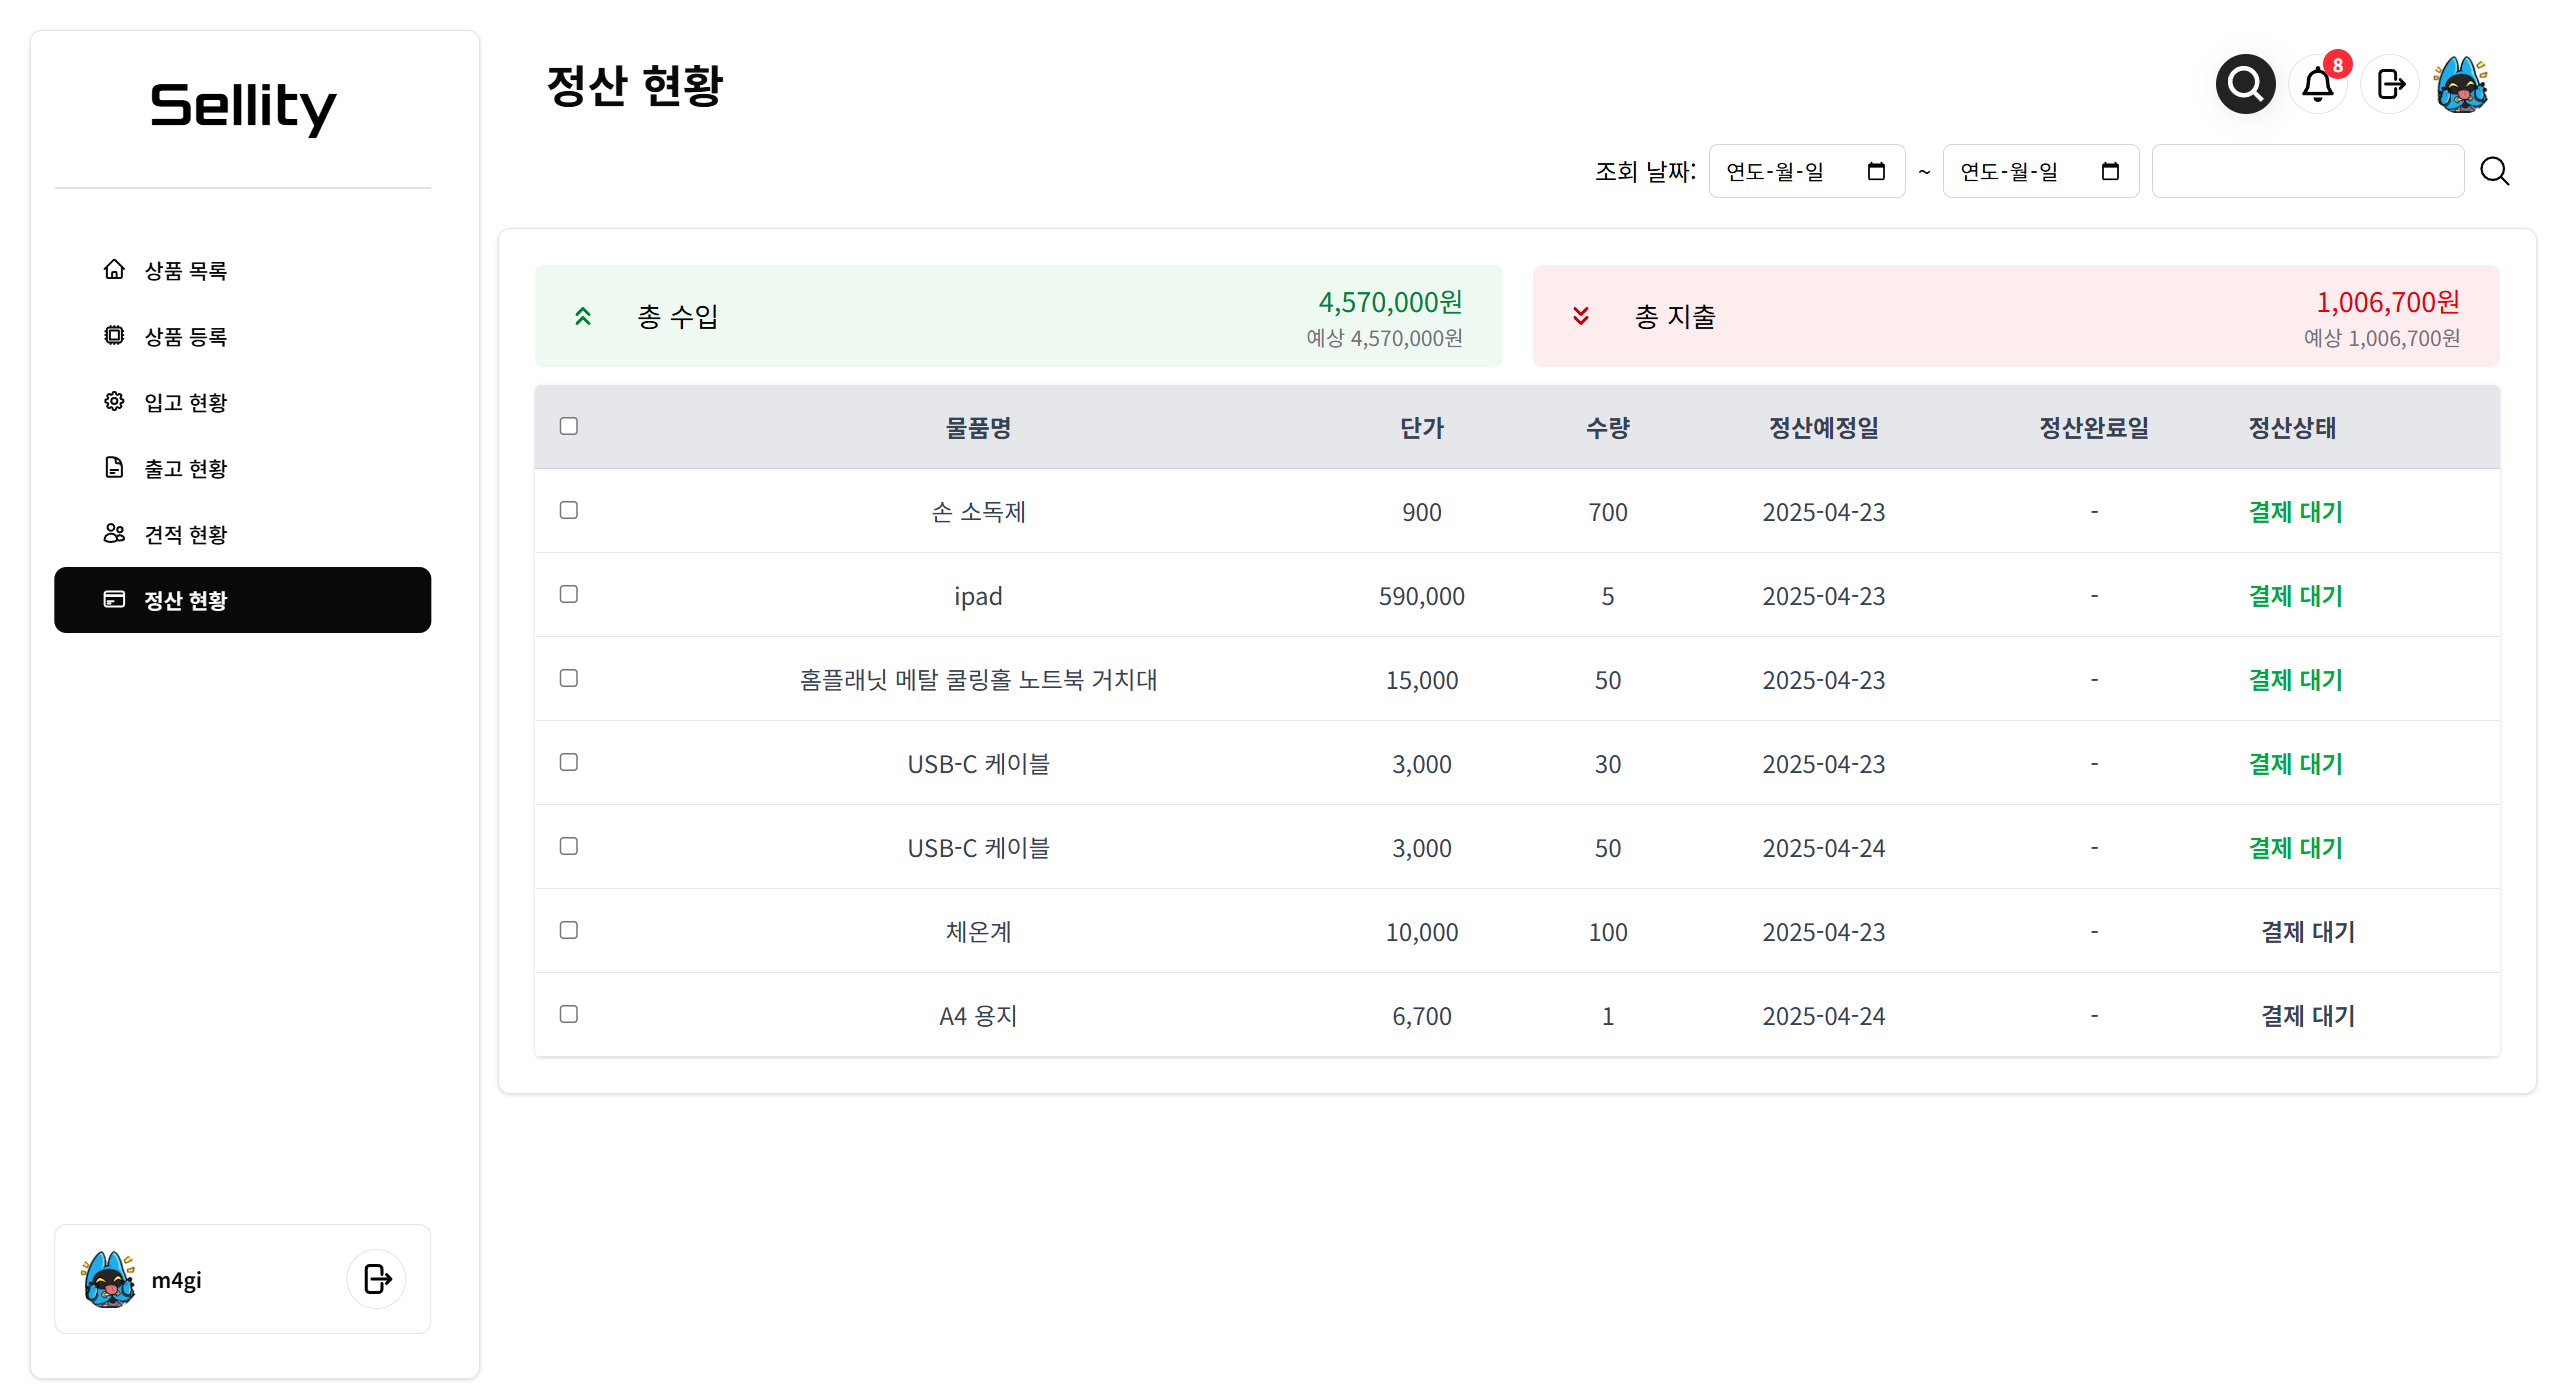 Sellity
상품 목록
상품 등록
입고 현황
출고 현황
견적 현황
정산 현황
m4gi
정산 현황
8
조회 날짜: 연도-월-일 ~ 연도-월-일
총 수입 4,570,000원
예상 4,570,000원
총 지출 1,006,700원
예상 1,006,700원
물품명 단가 수량 정산예정일 정산완료일 정산상태
손 소독제 900 700 2025-04-23 - 결제 대기
ipad 590,000 5 2025-04-23 - 결제 대기
홈플래닛 메탈 쿨링홀 노트북 거치대 15,000 50 2025-04-23 - 결제 대기
USB-C 케이블 3,000 30 2025-04-23 - 결제 대기
USB-C 케이블 3,000 50 2025-04-24 - 결제 대기
체온계 10,000 100 2025-04-23 - 결제 대기
A4 용지 6,700 1 2025-04-24 - 결제 대기